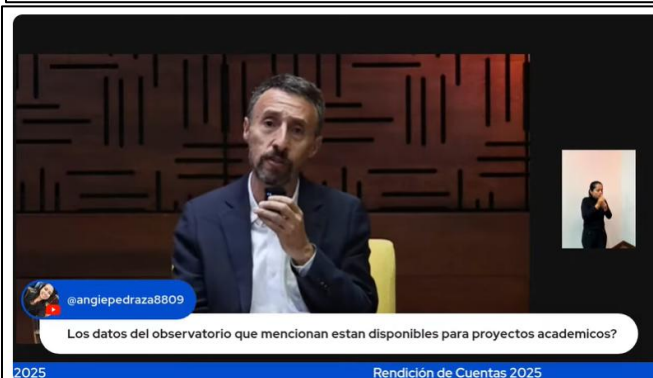 @angiepedraza8809
Los datos del observatorio que mencionan estan disponibles para proyectos academicos?
2025
Rendición de Cuentas 2025